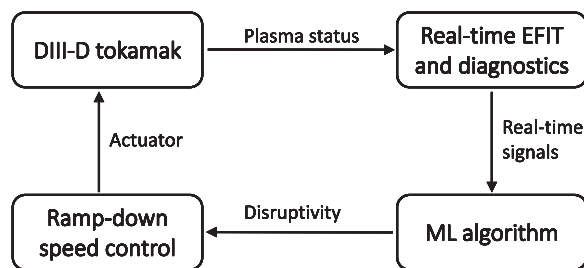 DIII-D tokamak
Plasma status
Real-time EFIT
and diagnostics
Real-time
signals
ML algorithm
Disruptivity
Ramp-down
speed control
Actuator